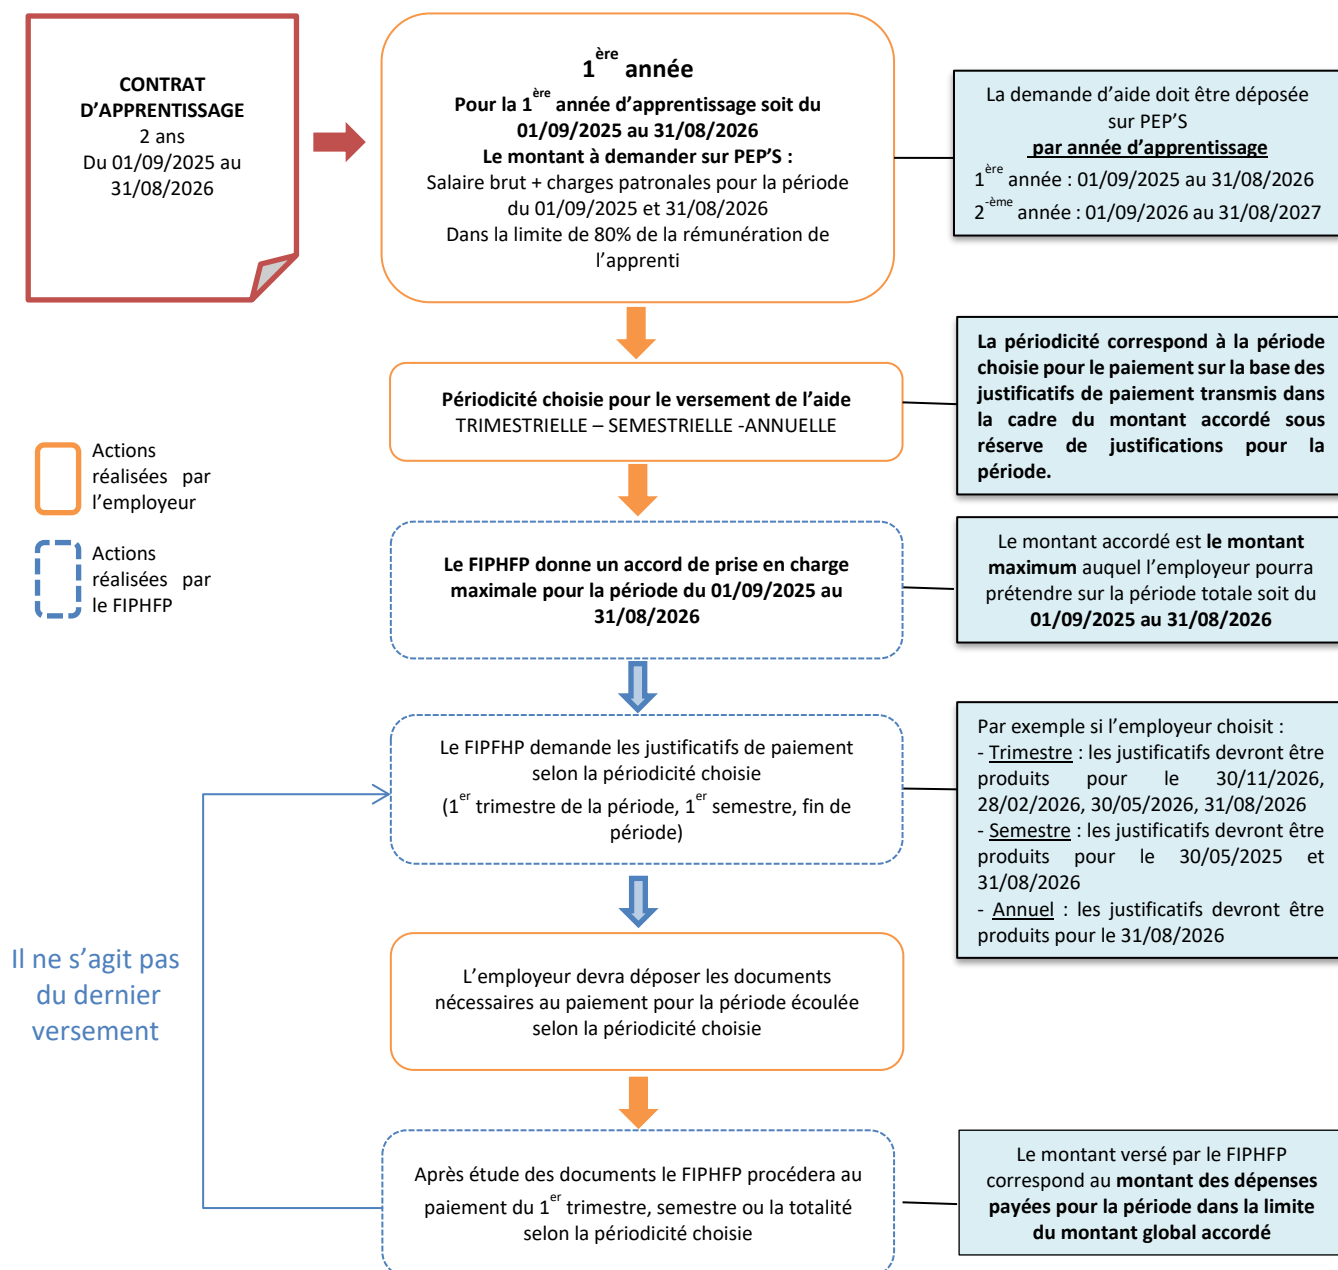 CONTRAT
D'APPRENTISSAGE
2 ans
Du 01/09/2025 au
31/08/2026
1ère année
Pour la 1ère année d'apprentissage soit du
01/09/2025 au 31/08/2026
Le montant à demander sur PEP'S :
Salaire brut + charges patronales pour la période
du 01/09/2025 et 31/08/2026
Dans la limite de 80% de la rémunération de
l'apprenti
La demande d'aide doit être déposée
sur PEP'S
par année d'apprentissage
1ère année : 01/09/2025 au 31/08/2026
2-ème année : 01/09/2026 au 31/08/2027
Périodicité choisie pour le versement de l'aide
TRIMESTRIELLE – SEMESTRIELLE -ANNUELLE
La périodicité correspond à la période
choisie pour le paiement sur la base des
justificatifs de paiement transmis dans
la cadre du montant accordé sous
réserve de justifications pour la
période.
Actions
réalisées par
l'employeur
Actions
réalisées par
le FIPHFP
Le FIPHFP donne un accord de prise en charge
maximale pour la période du 01/09/2025 au
31/08/2026
Le montant accordé est le montant
maximum auquel l'employeur pourra
prétendre sur la période totale soit du
01/09/2025 au 31/08/2026
Le FIPFHP demande les justificatifs de paiement
selon la périodicité choisie
(1er trimestre de la période, 1er semestre, fin de
période)
Par exemple si l'employeur choisit :
- Trimestre : les justificatifs devront être
produits pour le 30/11/2026,
28/02/2026, 30/05/2026, 31/08/2026
- Semestre : les justificatifs devront être
produits pour le 30/05/2025 et
31/08/2026
- Annuel : les justificatifs devront être
produits pour le 31/08/2026
Il ne s'agit pas
du dernier
versement
L'employeur devra déposer les documents
nécessaires au paiement pour la période écoulée
selon la périodicité choisie
Après étude des documents le FIPHFP procédera au
paiement du 1er trimestre, semestre ou la totalité
selon la périodicité choisie
Le montant versé par le FIPHFP
correspond au montant des dépenses
payées pour la période dans la limite
du montant global accordé